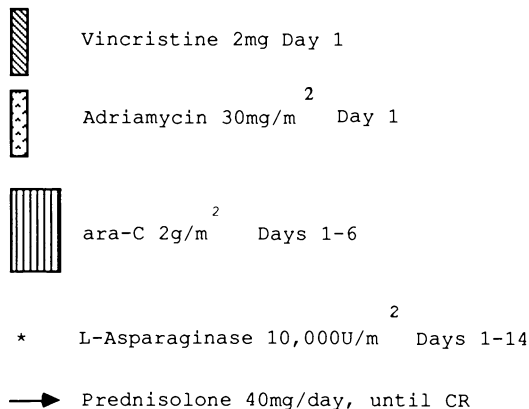 Vincristine 2mg Day 1
Adriamycin 30mg/m² Day 1
ara-C 2g/m² Days 1-6
* L-Asparaginase 10,000U/m² Days 1-14
Prednisolone 40mg/day, until CR